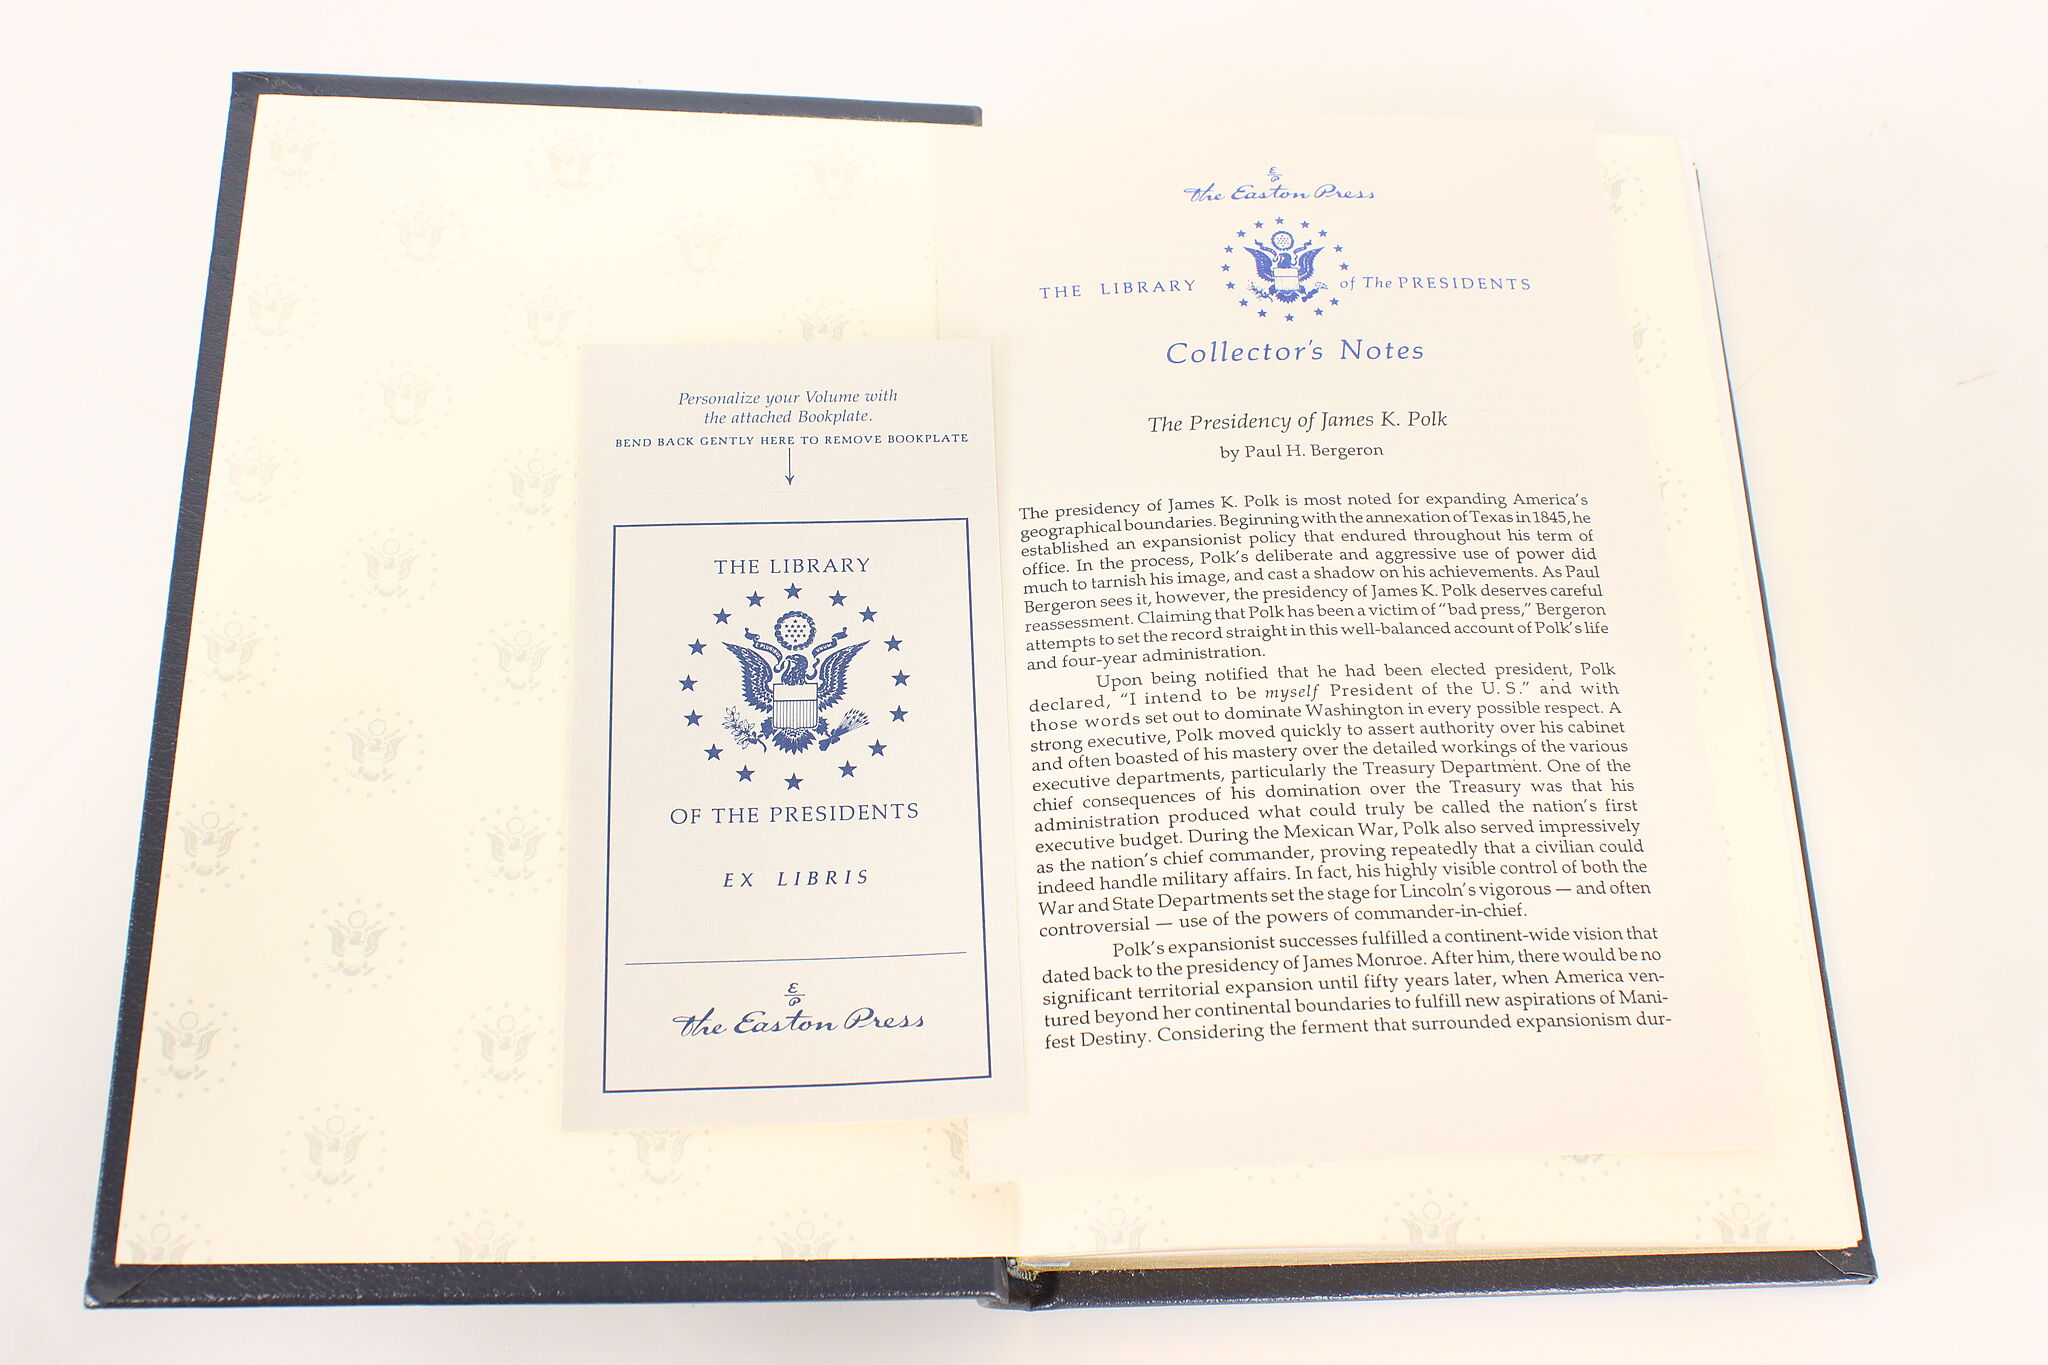 Personalize your Volume with
the attached Bookplate.
BEND BACK GENTLY HERE TO REMOVE BOOKPLATE
THE LIBRARY
E PLURIBUS UNUM
OF THE PRESIDENTS
EX LIBRIS
E
P
the Easton Press
E
P
the Easton Press
THE LIBRARY of The PRESIDENTS
Collector's Notes
The Presidency of James K. Polk
by Paul H. Bergeron
The presidency of James K. Polk is most noted for expanding America's
geographical boundaries. Beginning with the annexation of Texas in 1845, he
established an expansionist policy that endured throughout his term of
office. In the process, Polk's deliberate and aggressive use of power did
much to tarnish his image, and cast a shadow on his achievements. As Paul
Bergeron sees it, however, the presidency of James K. Polk deserves careful
reassessment. Claiming that Polk has been a victim of "bad press," Bergeron
attempts to set the record straight in this well-balanced account of Polk's life
and four-year administration.
Upon being notified that he had been elected president, Polk
declared, "I intend to be myself President of the U.S." and with
those words set out to dominate Washington in every possible respect. A
strong executive, Polk moved quickly to assert authority over his cabinet
and often boasted of his mastery over the detailed workings of the various
executive departments, particularly the Treasury Department. One of the
chief consequences of his domination over the Treasury was that his
administration produced what could truly be called the nation's first
executive budget. During the Mexican War, Polk also served impressively
as the nation's chief commander, proving repeatedly that a civilian could
indeed handle military affairs. In fact, his highly visible control of both the
War and State Departments set the stage for Lincoln's vigorous — and often
controversial — use of the powers of commander-in-chief.
Polk's expansionist successes fulfilled a continent-wide vision that
dated back to the presidency of James Monroe. After him, there would be no
significant territorial expansion until fifty years later, when America ven-
tured beyond her continental boundaries to fulfill new aspirations of Mani-
fest Destiny. Considering the ferment that surrounded expansionism dur-